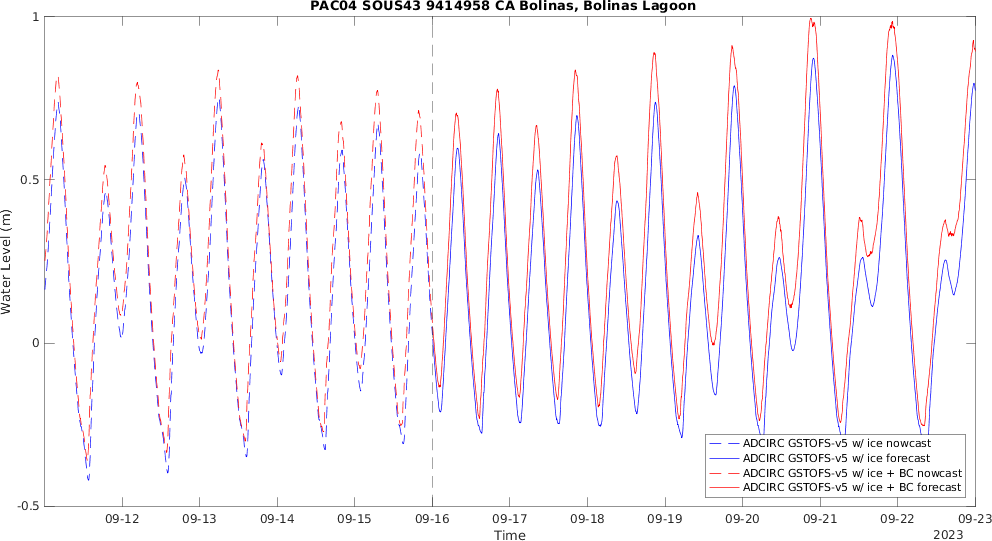 PAC04 SOUS43 9414958 CA Bolinas, Bolinas Lagoon
1
0.5
0
-0.5
Water Level (m)
ADCIRC GSTOFS-v5 w/ ice nowcast
ADCIRC GSTOFS-v5 w/ ice forecast
ADCIRC GSTOFS-v5 w/ ice + BC nowcast
ADCIRC GSTOFS-v5 w/ ice + BC forecast
09-12 09-13 09-14 09-15 09-16 09-17 09-18 09-19 09-20 09-21 09-22 09-23
Time
2023